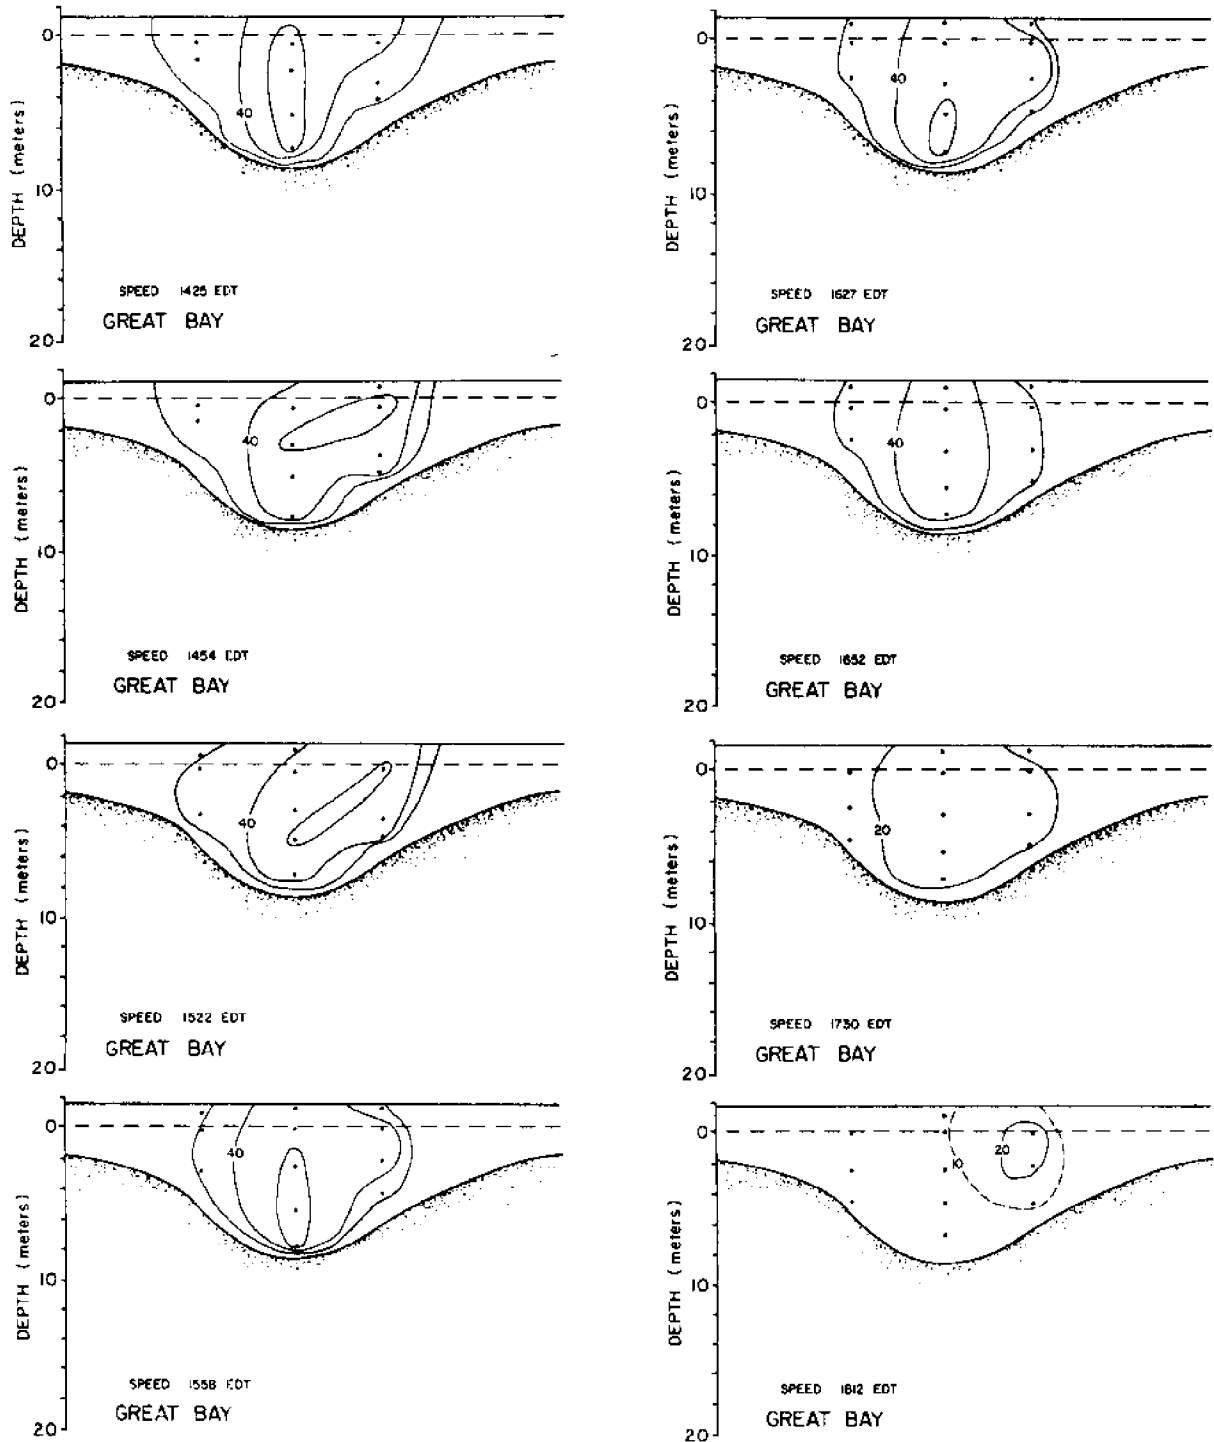 0
40
10
DEPTH (meters)
SPEED 1425 EDT
GREAT BAY
20
0
40
10
DEPTH (meters)
SPEED 1454 EDT
GREAT BAY
20
0
40
10
DEPTH (meters)
SPEED 1522 EDT
GREAT BAY
20
0
40
10
DEPTH (meters)
SPEED 1558 EDT
GREAT BAY
20
0
40
10
DEPTH (meters)
SPEED 1627 EDT
GREAT BAY
20
0
40
10
DEPTH (meters)
SPEED 1652 EDT
GREAT BAY
20
0
20
10
DEPTH (meters)
SPEED 1730 EDT
GREAT BAY
20
0
20
10
10
DEPTH (meters)
SPEED 1812 EDT
GREAT BAY
20